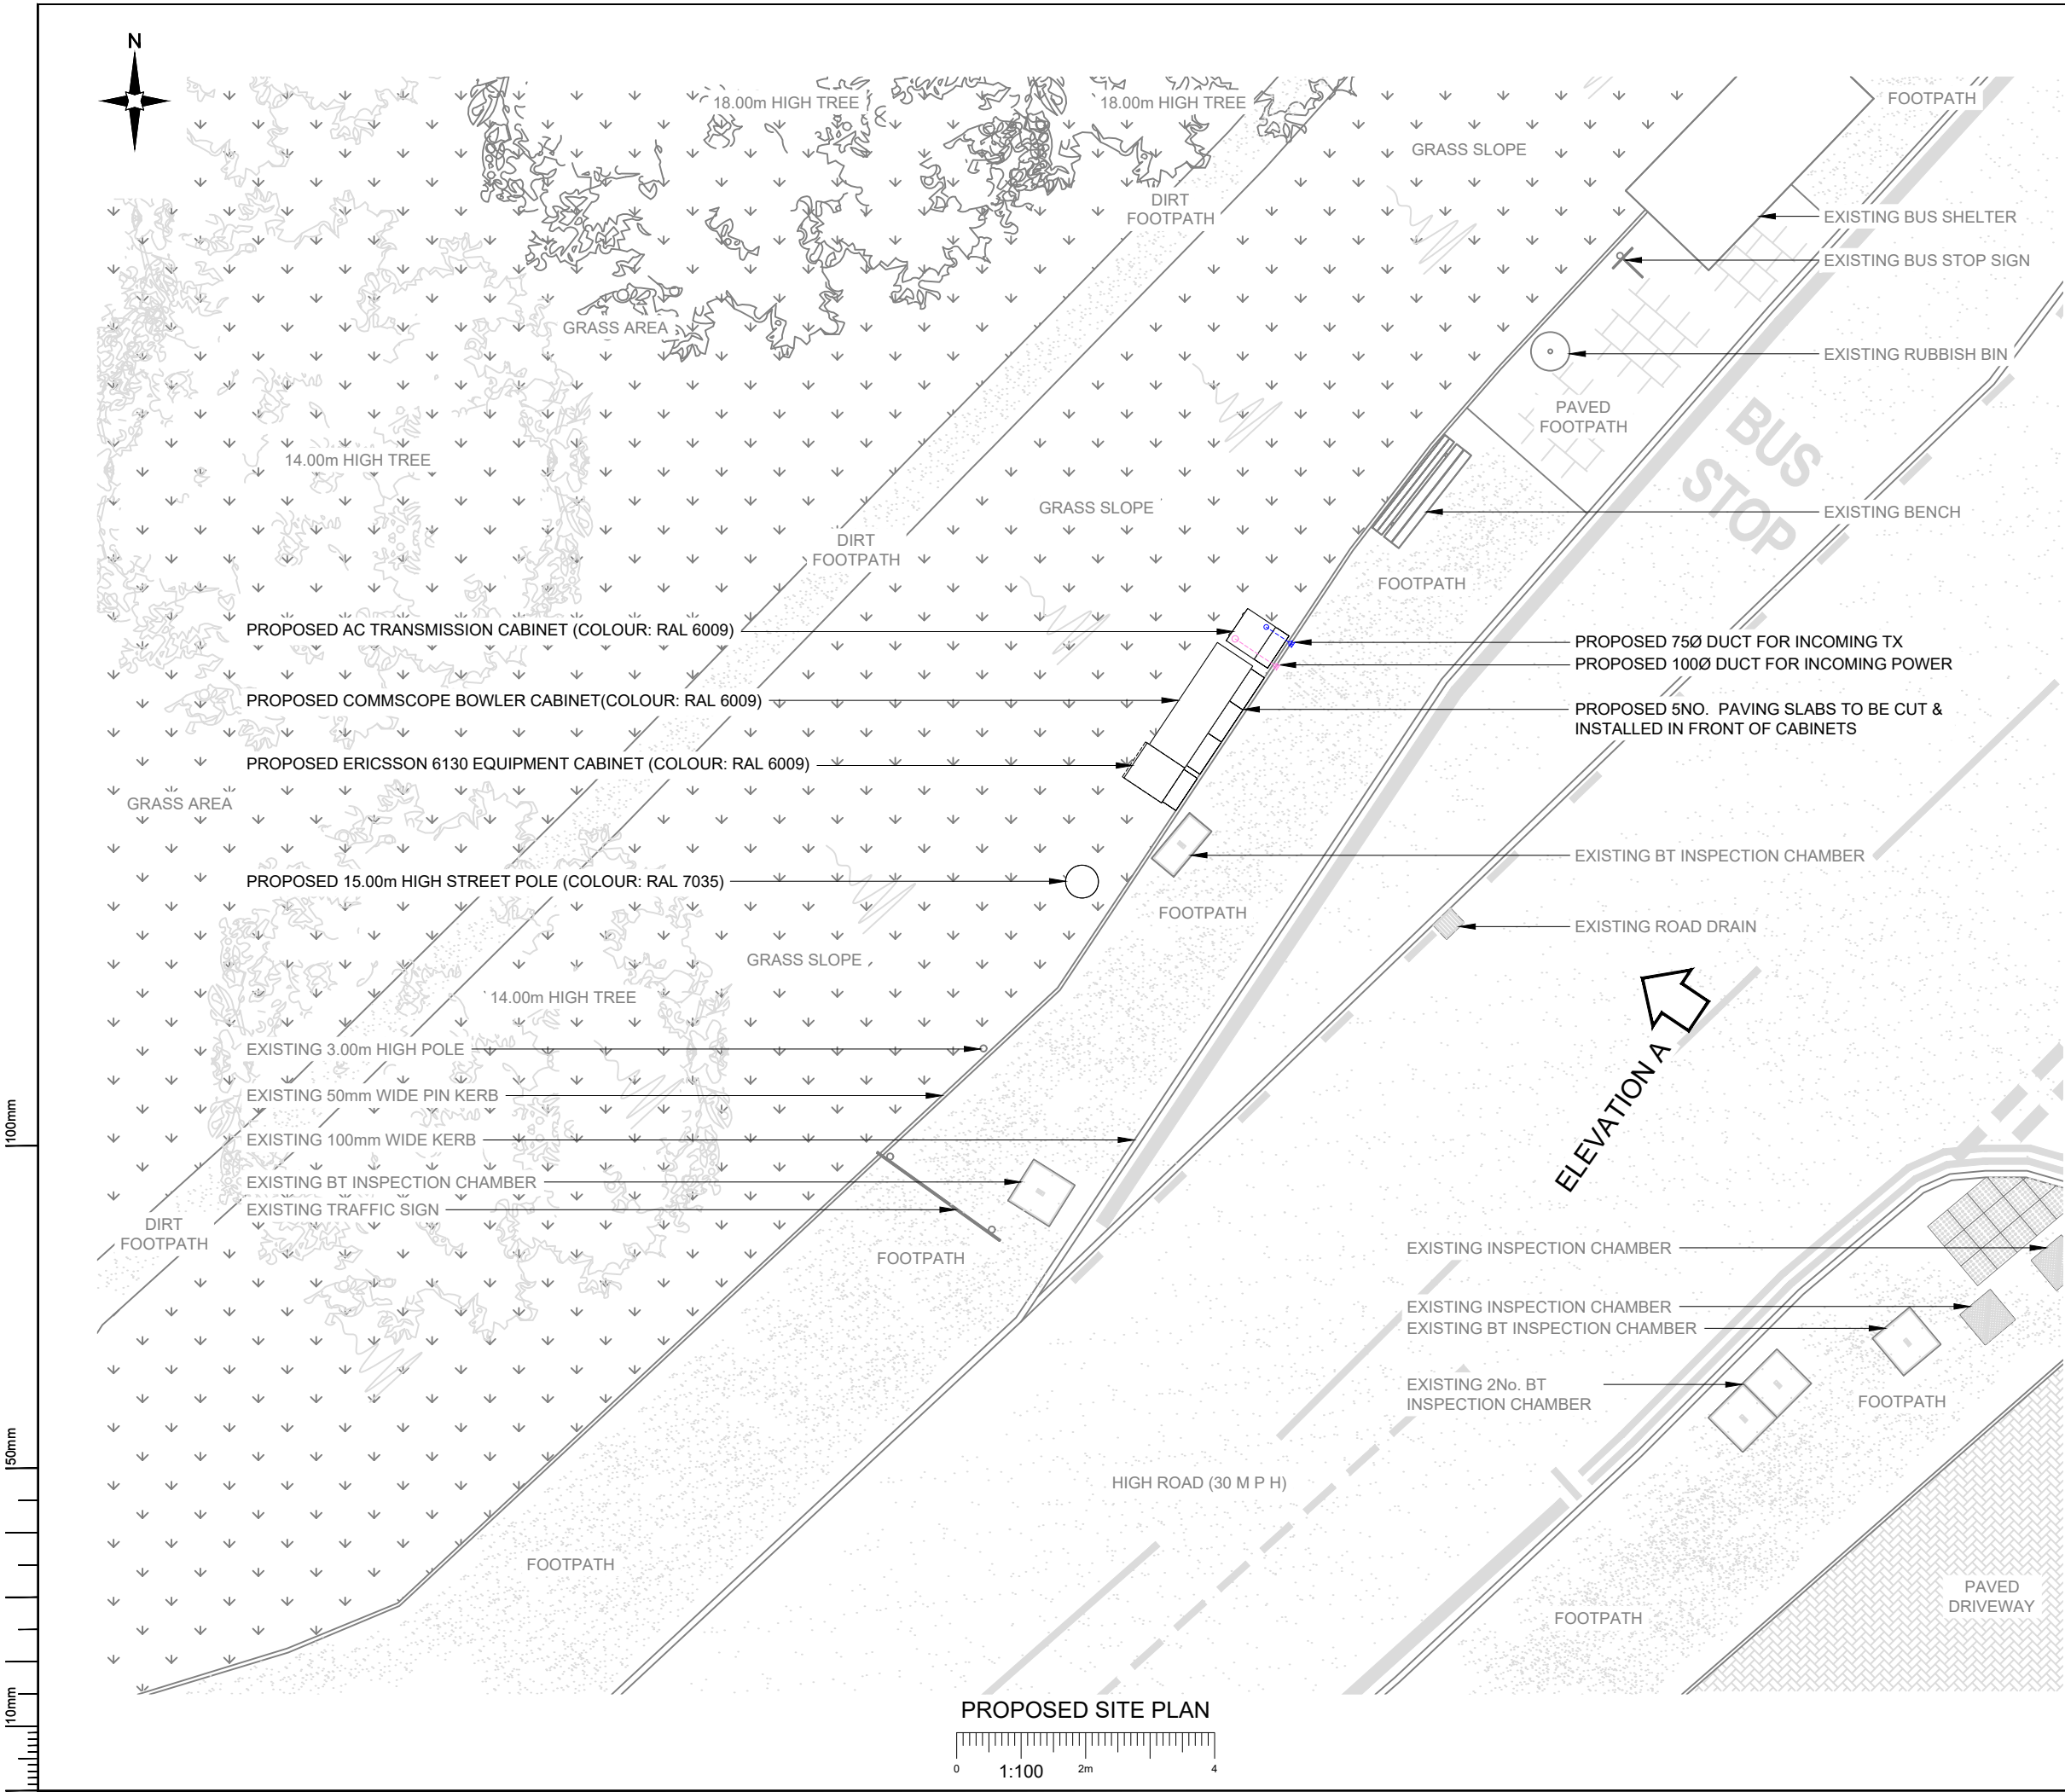 N
18.00m HIGH TREE
18.00m HIGH TREE
FOOTPATH
GRASS SLOPE
DIRT
FOOTPATH
EXISTING BUS SHELTER
EXISTING BUS STOP SIGN
GRASS AREA
EXISTING RUBBISH BIN
PAVED
FOOTPATH
BUS
STOP
14.00m HIGH TREE
GRASS SLOPE
EXISTING BENCH
DIRT
FOOTPATH
FOOTPATH
PROPOSED AC TRANSMISSION CABINET (COLOUR: RAL 6009)
PROPOSED 75Ø DUCT FOR INCOMING TX
PROPOSED 100Ø DUCT FOR INCOMING POWER
PROPOSED COMMSCOPE BOWLER CABINET(COLOUR: RAL 6009)
PROPOSED 5NO. PAVING SLABS TO BE CUT &
INSTALLED IN FRONT OF CABINETS
PROPOSED ERICSSON 6130 EQUIPMENT CABINET (COLOUR: RAL 6009)
GRASS AREA
EXISTING BT INSPECTION CHAMBER
PROPOSED 15.00m HIGH STREET POLE (COLOUR: RAL 7035)
FOOTPATH
EXISTING ROAD DRAIN
GRASS SLOPE
14.00m HIGH TREE
ELEVATION A
EXISTING 3.00m HIGH POLE
EXISTING 50mm WIDE PIN KERB
100mm
EXISTING 100mm WIDE KERB
EXISTING BT INSPECTION CHAMBER
EXISTING TRAFFIC SIGN
DIRT
FOOTPATH
FOOTPATH
EXISTING INSPECTION CHAMBER
EXISTING INSPECTION CHAMBER
EXISTING BT INSPECTION CHAMBER
EXISTING 2No. BT
INSPECTION CHAMBER
FOOTPATH
50mm
HIGH ROAD (30 M P H)
FOOTPATH
PAVED
DRIVEWAY
FOOTPATH
10mm
PROPOSED SITE PLAN
0 1:100 2m 4